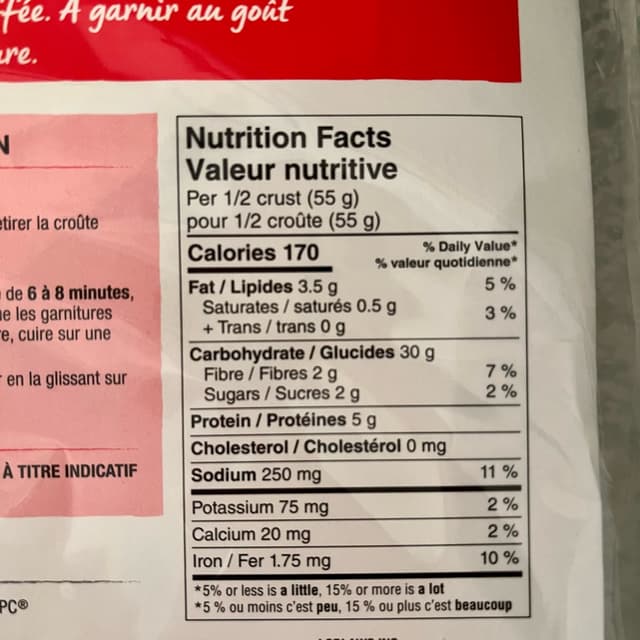 fée. À garnir au goût
re.
N
etirer la croûte
de 6 à 8 minutes,
les garnitures
cuire sur une
en la glissant sur
À TITRE INDICATIF
PC®
Nutrition Facts
Valeur nutritive
Per 1/2 crust (55 g)
pour 1/2 croûte (55 g)
Calories 170
% Daily Value*
% valeur quotidienne*
Fat / Lipides 3.5 g 5 %
Saturates / saturés 0.5 g
+ Trans / trans 0 g
3 %
Carbohydrate / Glucides 30 g
Fibre / Fibres 2 g 7 %
Sugars / Sucres 2 g 2 %
Protein / Protéines 5 g
Cholesterol / Cholestérol 0 mg
Sodium 250 mg 11 %
Potassium 75 mg 2 %
Calcium 20 mg 2 %
Iron / Fer 1.75 mg 10 %
*5% or less is a little, 15% or more is a lot
*5 % ou moins c'est peu, 15 % ou plus c'est beaucoup